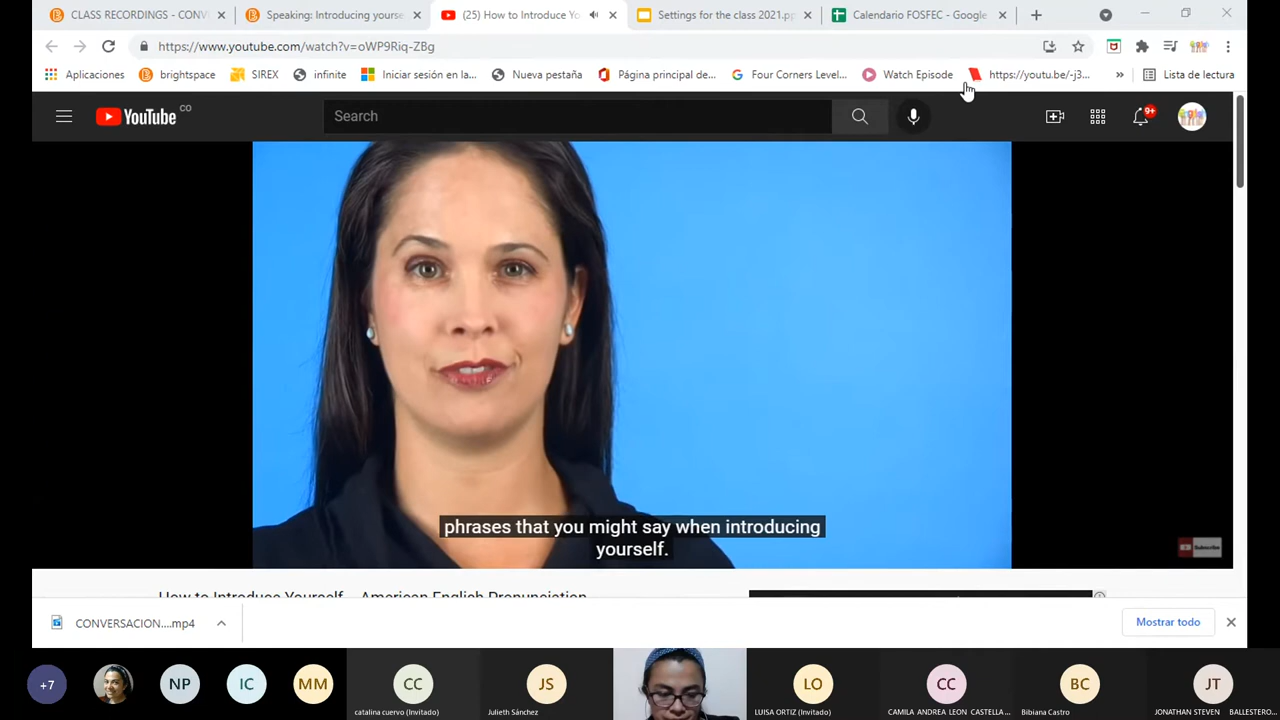 CLASS RECORDINGS - CONV
Speaking: Introducing yourse
(25) How to Introduce Yo
Settings for the class 2021.pp
Calendario FOSFEC - Google
https://www.youtube.com/watch?v=oWP9Riq-ZBg
Aplicaciones
brightspace
SIREX
infinite
Iniciar sesión en la...
Nueva pestaña
Página principal de...
Four Corners Level...
Watch Episode
https://youtu.be/-j3...
»
Lista de lectura
YouTube CO
Search
9+
phrases that you might say when introducing
yourself.
Subscribe
How to Introduce Yourself -- American English Pronunciation
CONVERSACION....mp4
Mostrar todo
+7
NP
IC
MM
CC
JS
LO
CC
BC
JT
catalina cuervo (Invitado)
Julieth Sánchez
LUISA ORTIZ (Invitado)
CAMILA ANDREA LEON CASTELLA...
Bibiana Castro
JONATHAN STEVEN BALLESTERO...